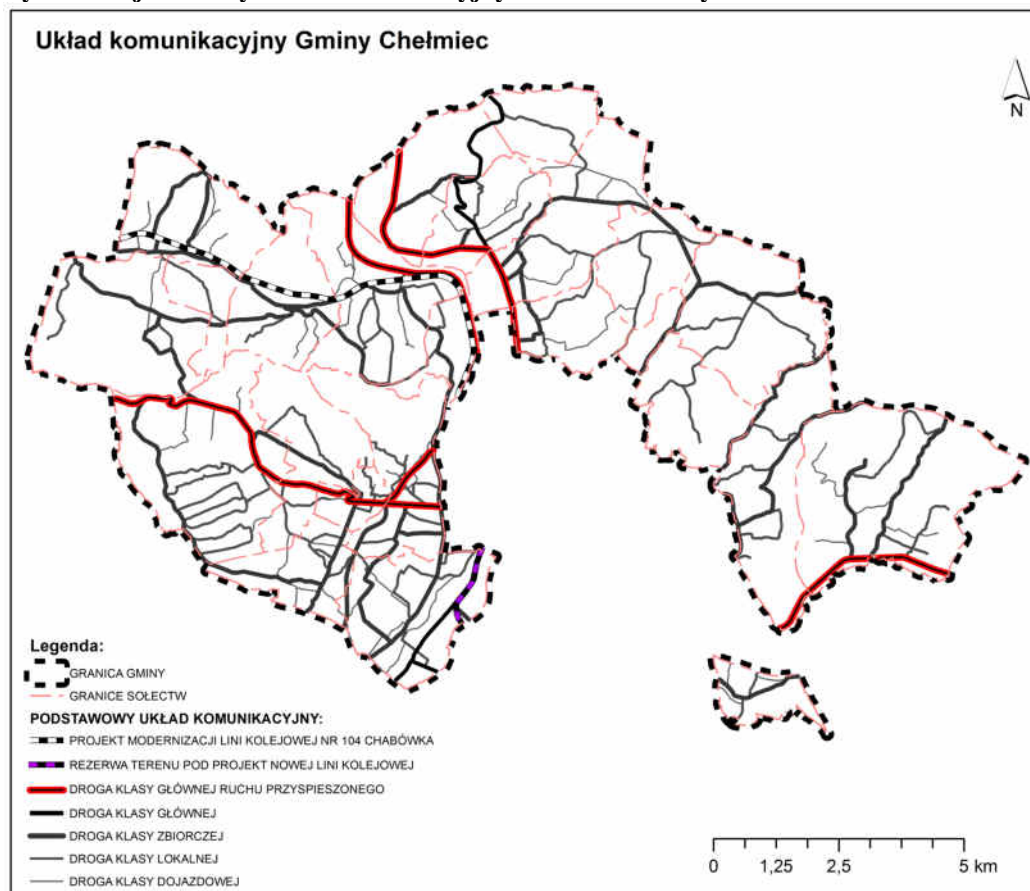 Układ komunikacyjny Gminy Chełmiec
N
Legenda:
GRANICA GMINY
GRANICE SOŁECTW
PODSTAWOWY UKŁAD KOMUNIKACYJNY:
PROJEKT MODERNIZACJI LINI KOLEJOWEJ NR 104 CHABÓWKA
REZERWA TERENU POD PROJEKT NOWEJ LINI KOLEJOWEJ
DROGA KLASY GŁÓWNEJ RUCHU PRZYSPIESZONEGO
DROGA KLASY GŁÓWNEJ
DROGA KLASY ZBIORCZEJ
DROGA KLASY LOKALNEJ
DROGA KLASY DOJAZDOWEJ
0 1,25 2,5 5 km